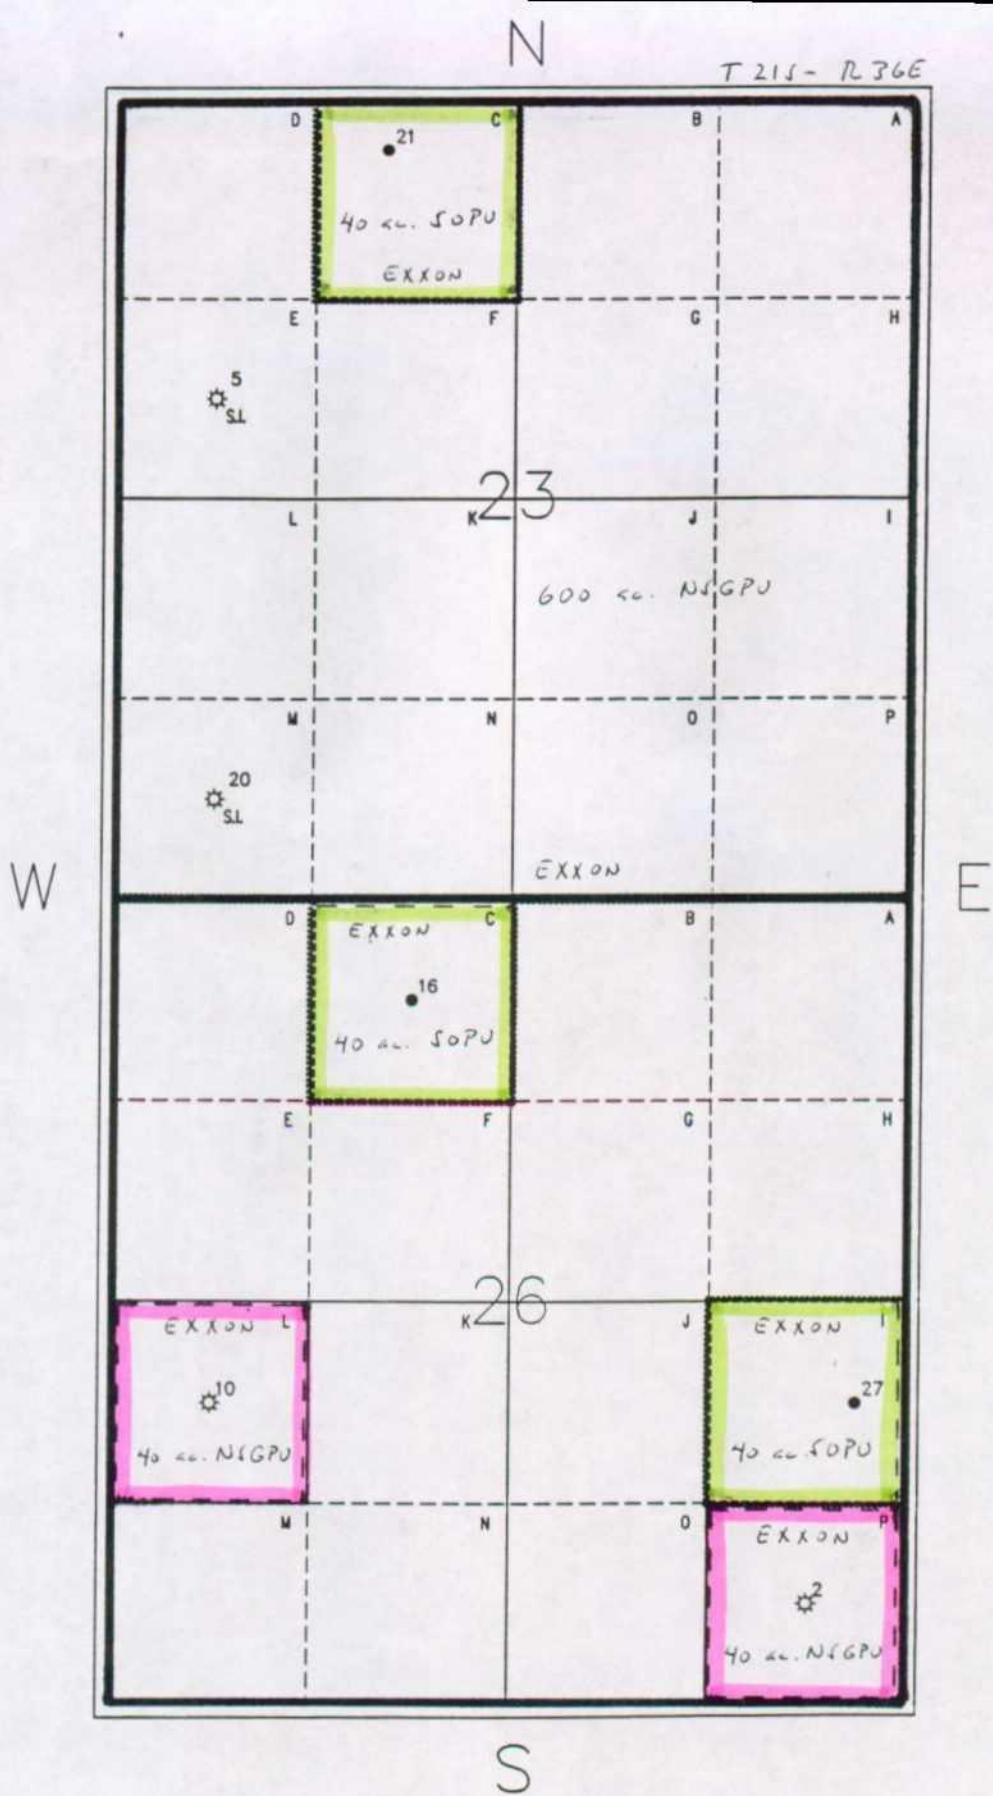 N
T 21S - R 36E
D C B A
21
40 ac. SOPU
EXXON
E F G H
5
S.I.
23
L K J I
600 ac. NSGPU
M N O P
20
S.I.
EXXON
W E
D C B A
EXXON
16
40 ac. SOPU
E F G H
26
EXXON L K J EXXON I
10 27
40 ac. NSGPU 40 ac. SOPU
M N O P
EXXON
2
40 ac. NSGPU
S